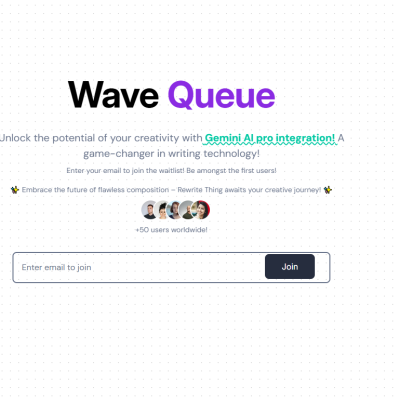 Wave Queue
Unlock the potential of your creativity with Gemini AI pro integration! A
game-changer in writing technology!
Enter your email to join the waitlist! Be amongst the first users!
Embrace the future of flawless composition – Rewrite Thing awaits your creative journey!
+50 users worldwide!
Enter email to join
Join